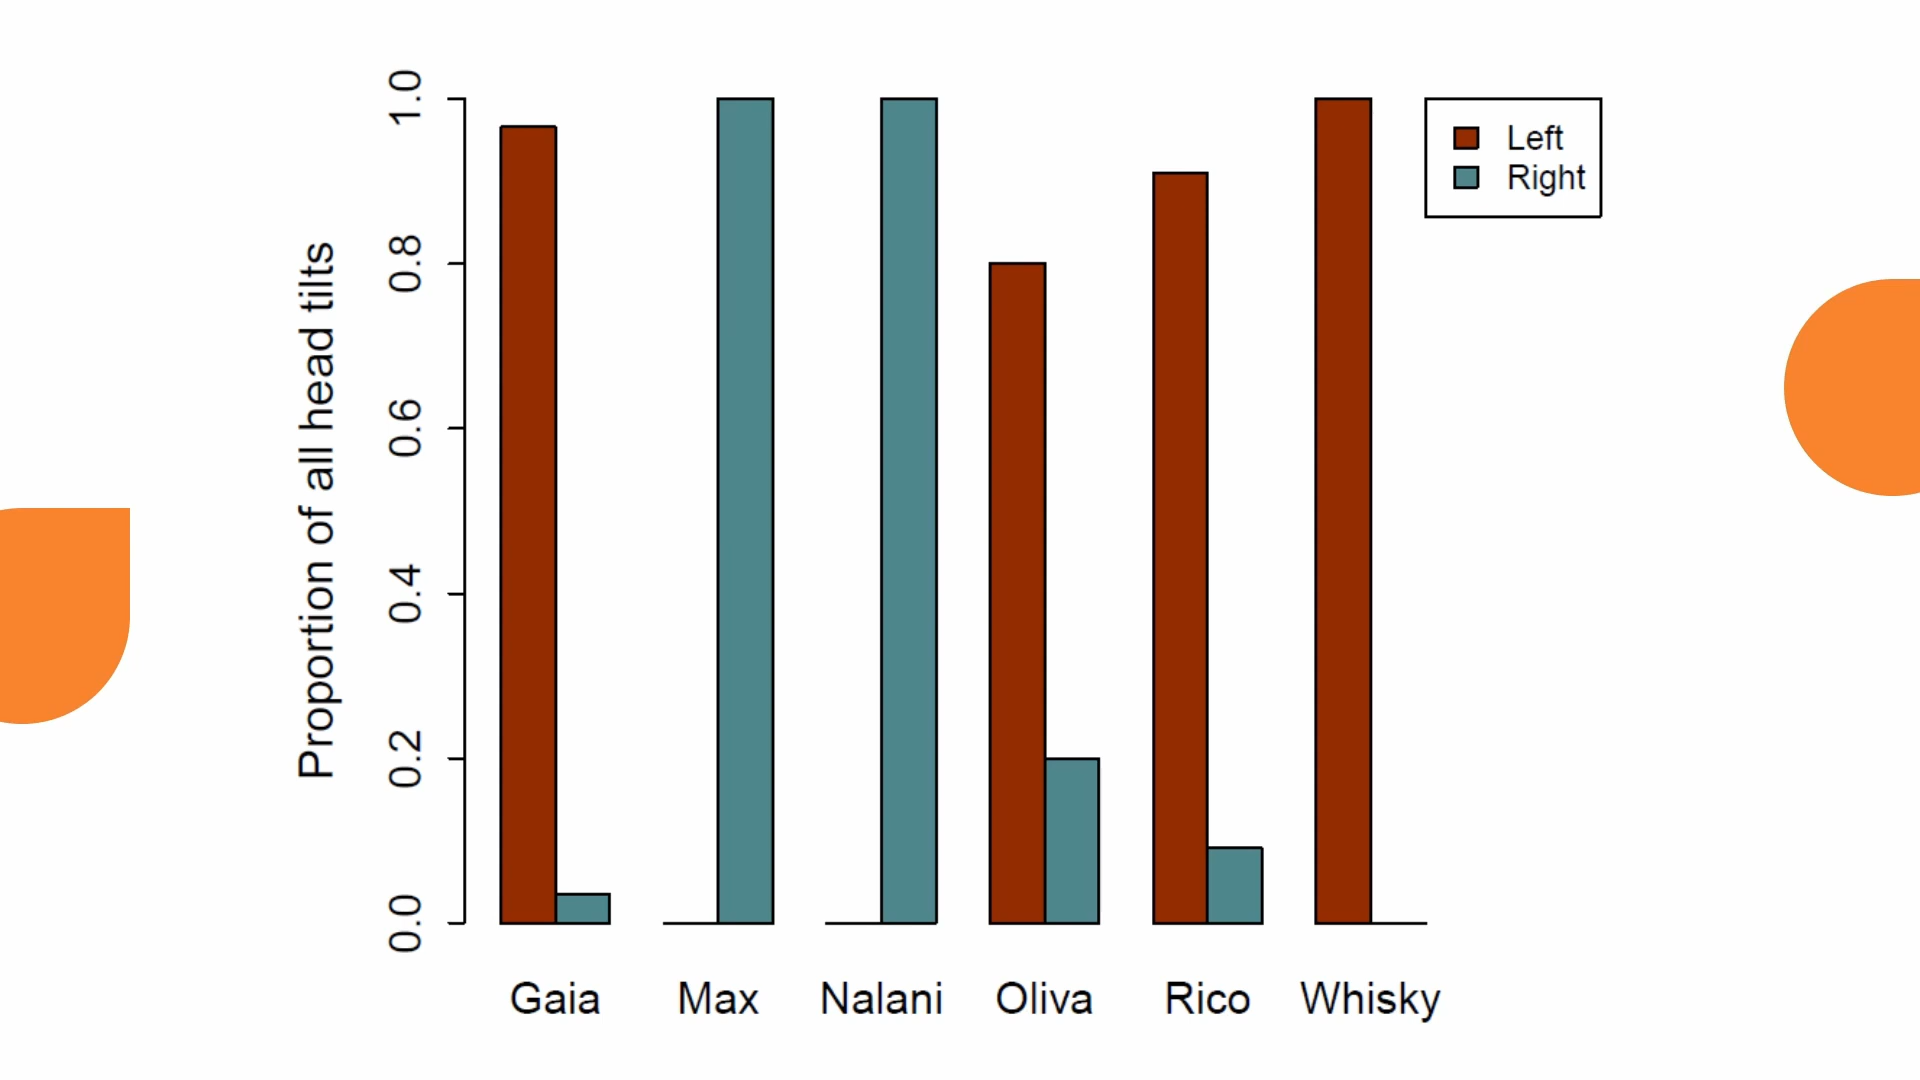 Proportion of all head tilts
1.0
0.8
0.6
0.4
0.2
0.0
Left
Right
Gaia Max Nalani Oliva Rico Whisky